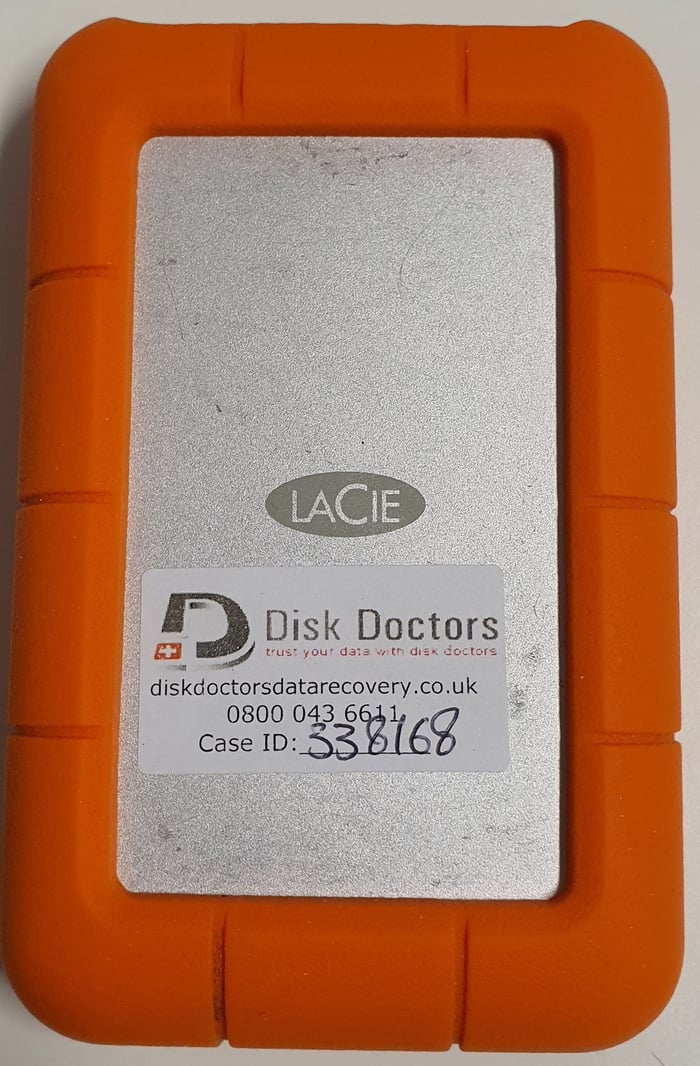 LACIE
Disk Doctors
trust your data with disk doctors
diskdoctorsdatarecovery.co.uk
0800 043 6611
Case ID: 338168